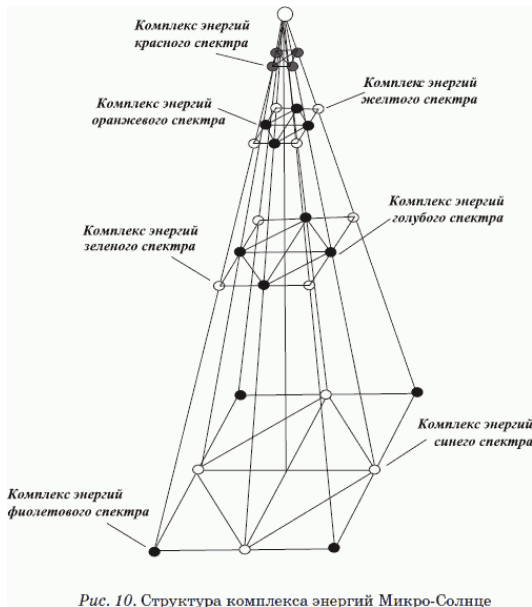 Комплекс энергий
красного спектра
Комплекс энергий
желтого спектра
Комплекс энергий
оранжевого спектра
Комплекс энергий
голубого спектра
Комплекс энергий
зеленого спектра
Комплекс энергий
синего спектра
Комплекс энергий
фиолетового спектра
Рис. 10. Структура комплекса энергий Микро-Солнце